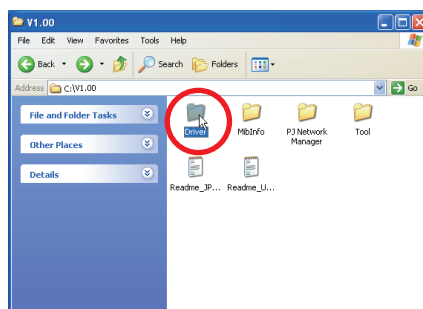 V1.00
File Edit View Favorites Tools Help
Back Search Folders
Address C:\V1.00 Go
File and Folder Tasks
Other Places
Details
Driver MibInfo PJ Network Manager Tool
Readme_JP... Readme_U...